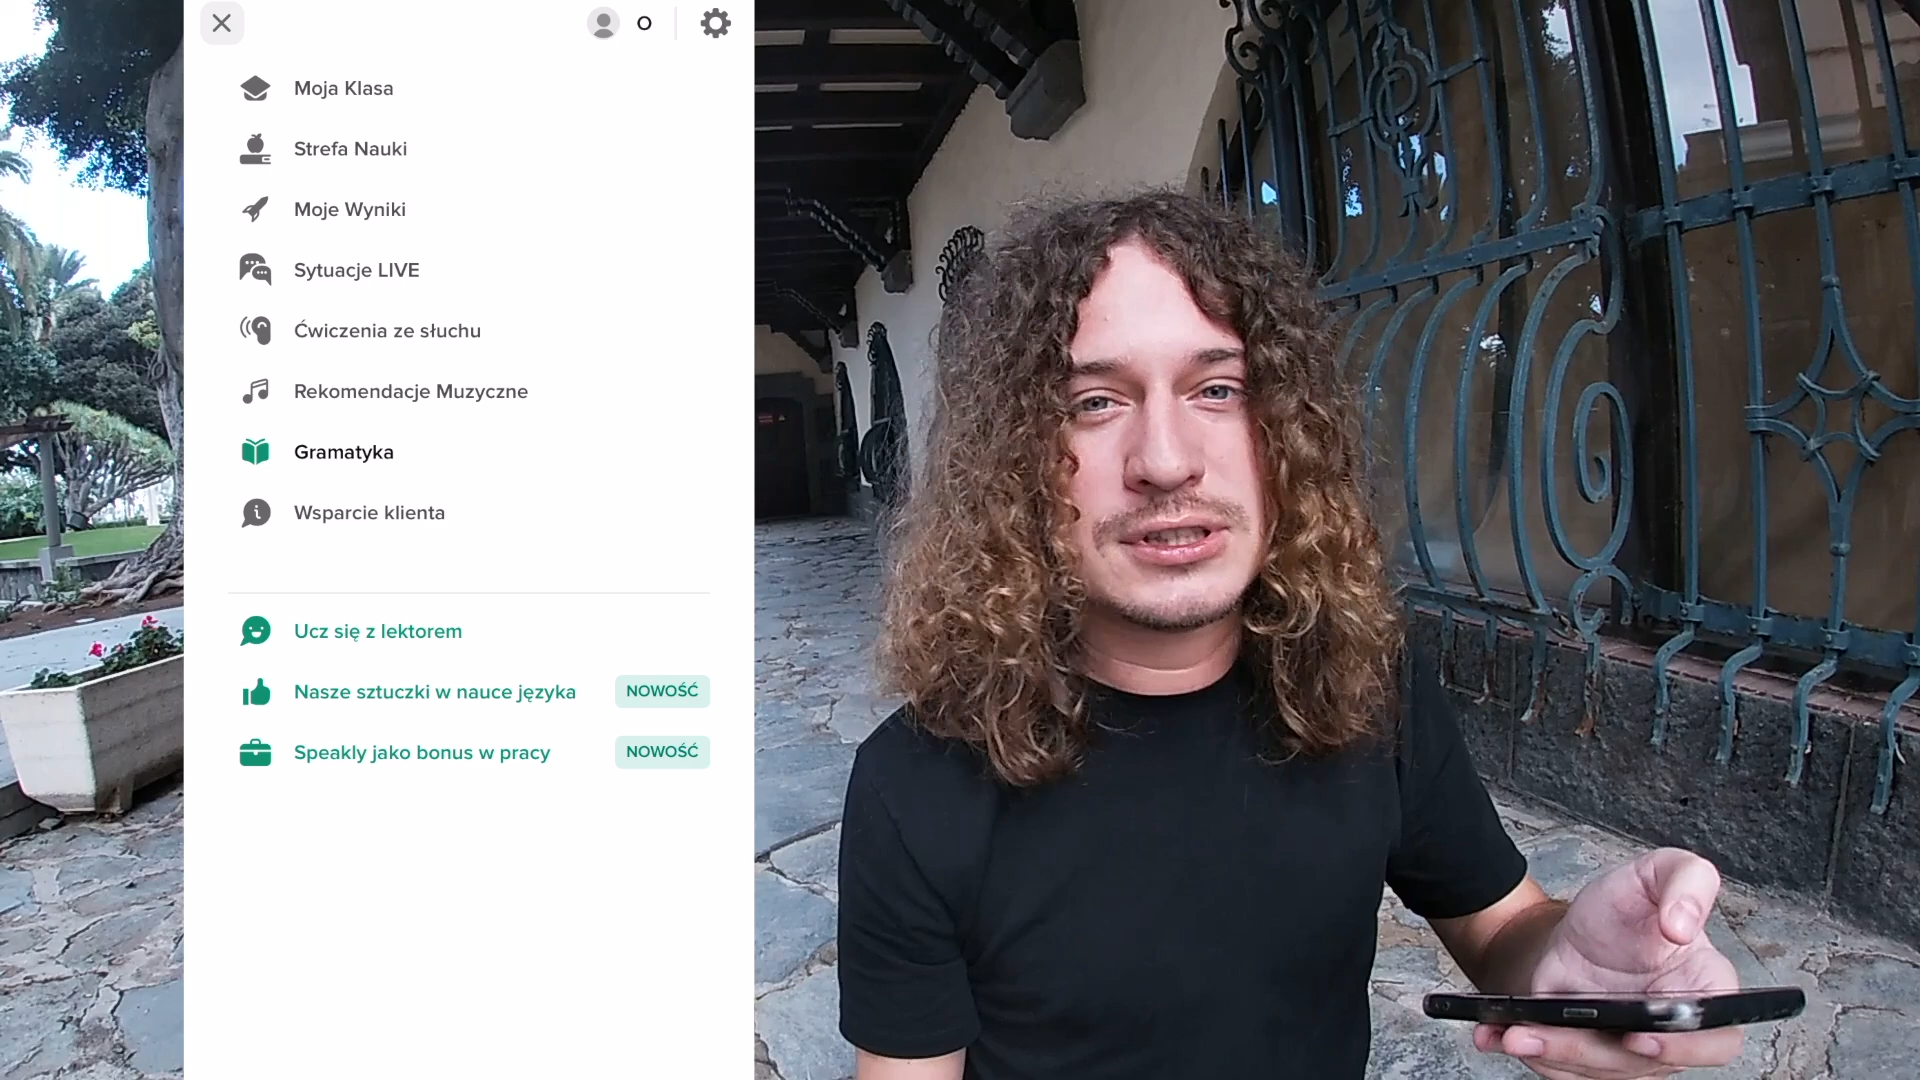 O
Moja Klasa
Strefa Nauki
Moje Wyniki
Sytuacje LIVE
Ćwiczenia ze słuchu
Rekomendacje Muzyczne
Gramatyka
Wsparcie klienta
Ucz się z lektorem
Nasze sztuczki w nauce języka NOWOŚĆ
Speakly jako bonus w pracy NOWOŚĆ